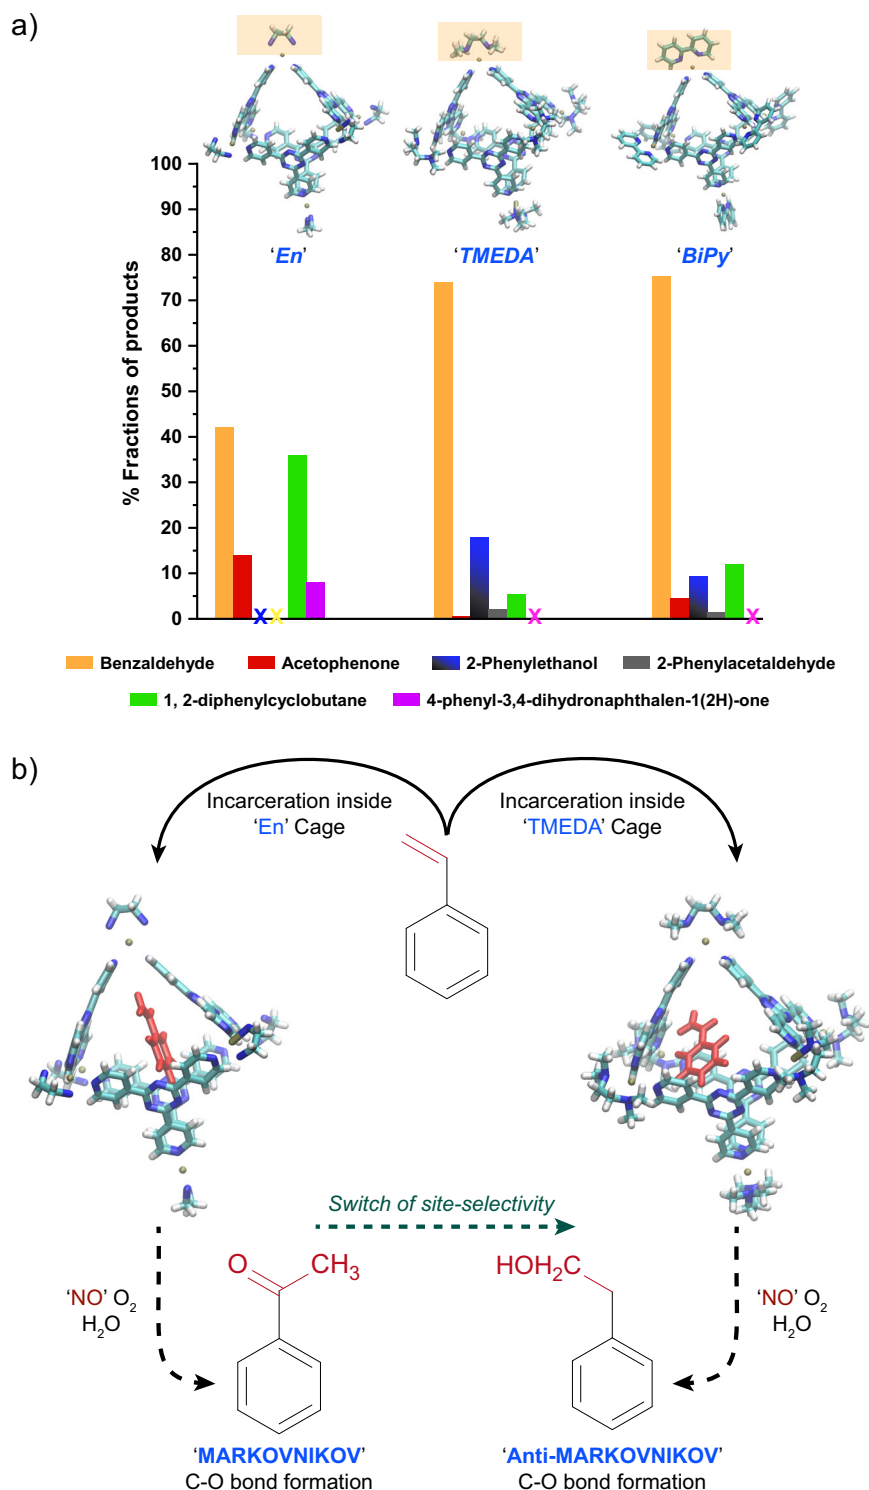 a)
100
90
80
70
60
50
40
30
20
10
0
% Fractions of products
‘En’
‘TMEDA’
‘BiPy’
X X
X
X
Benzaldehyde
Acetophenone
2-Phenylethanol
2-Phenylacetaldehyde
1, 2-diphenylcyclobutane
4-phenyl-3,4-dihydronaphthalen-1(2H)-one
b)
Incarceration inside
‘En’ Cage
Incarceration inside
‘TMEDA’ Cage
Switch of site-selectivity
‘NO’ O₂
H₂O
O
CH₃
HOH₂C
‘NO’ O₂
H₂O
‘MARKOVNIKOV’
C-O bond formation
‘Anti-MARKOVNIKOV’
C-O bond formation